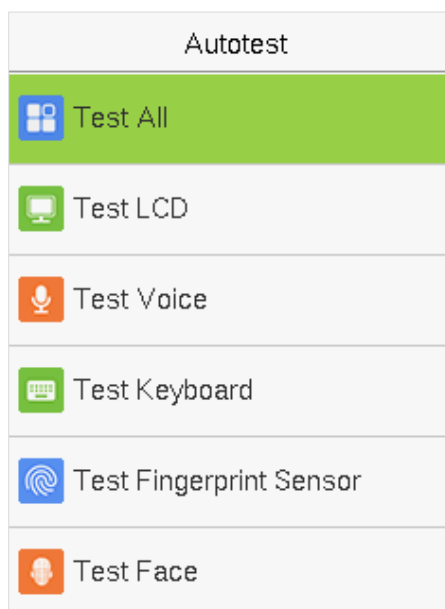 Autotest
Test All
Test LCD
Test Voice
Test Keyboard
Test Fingerprint Sensor
Test Face